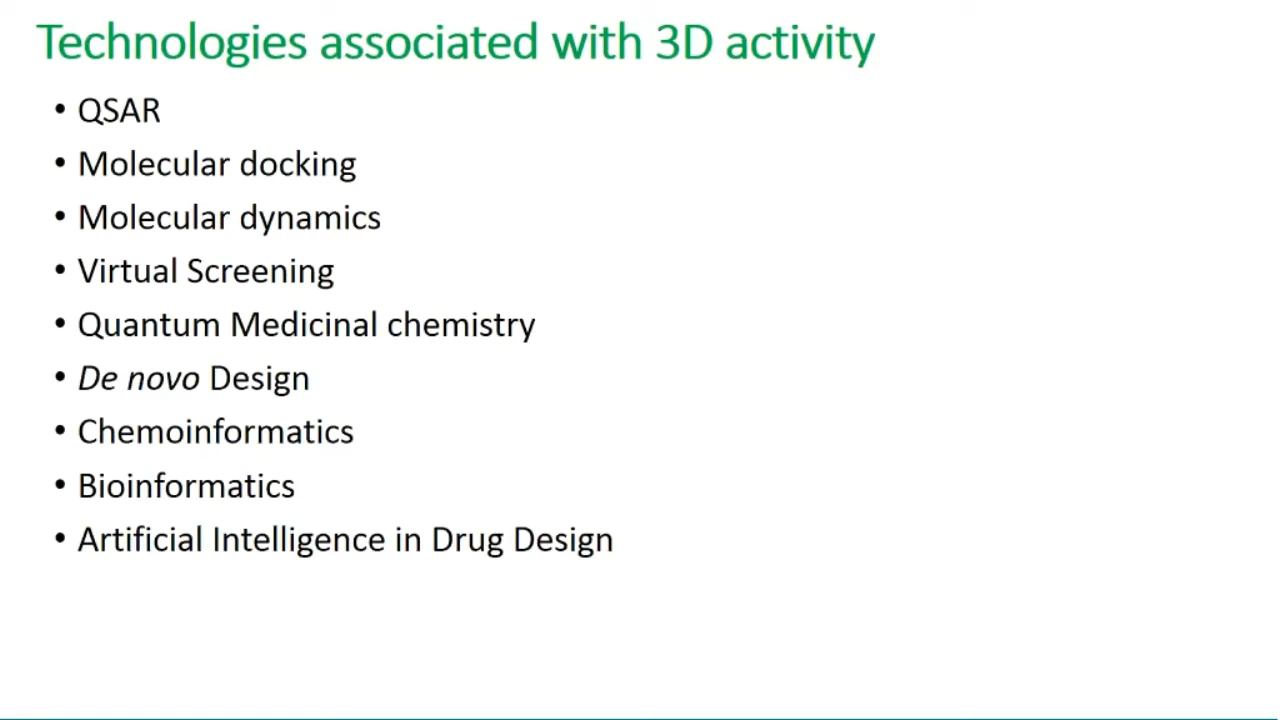 Technologies associated with 3D activity
• QSAR
• Molecular docking
• Molecular dynamics
• Virtual Screening
• Quantum Medicinal chemistry
• De novo Design
• Chemoinformatics
• Bioinformatics
• Artificial Intelligence in Drug Design